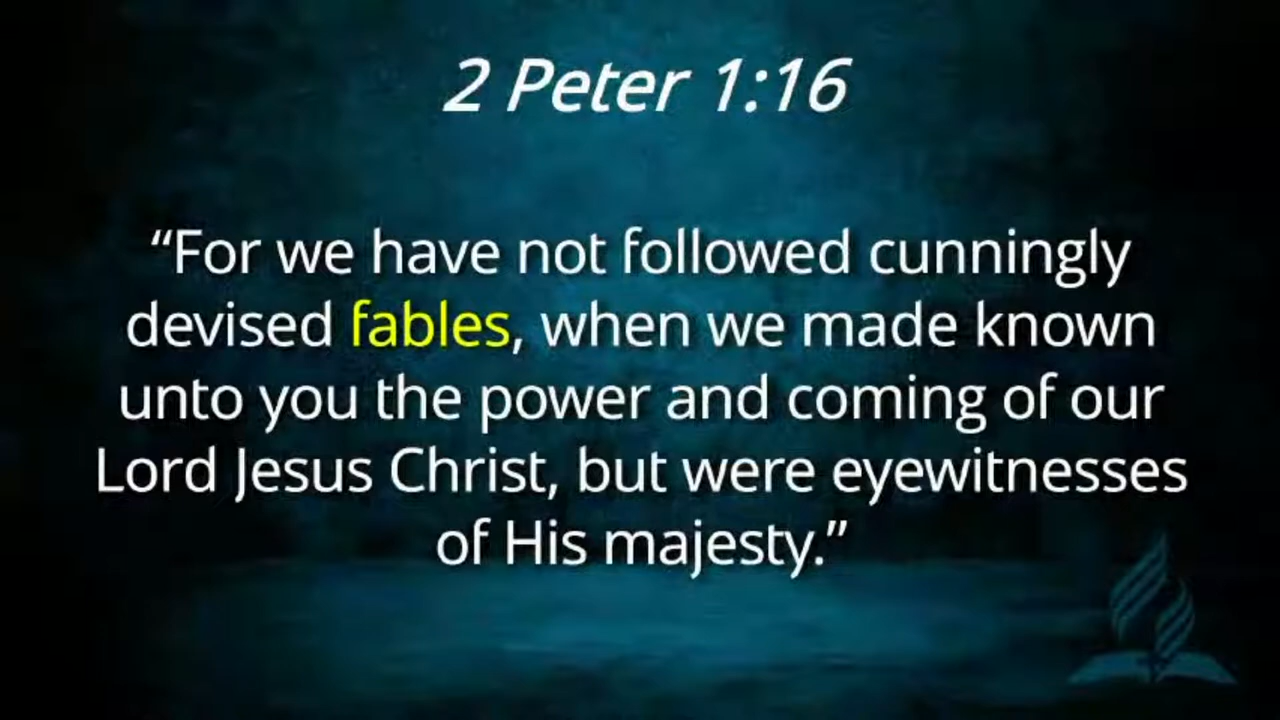 2 Peter 1:16
“For we have not followed cunningly
devised fables, when we made known
unto you the power and coming of our
Lord Jesus Christ, but were eyewitnesses
of His majesty.”